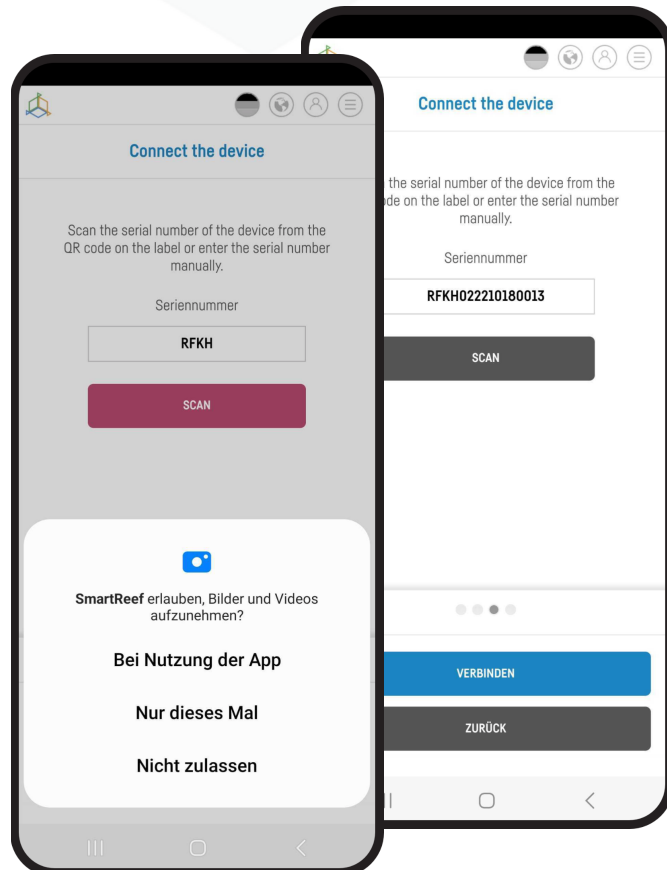 Connect the device
Scan the serial number of the device from the
QR code on the label or enter the serial number
manually.
Seriennummer
RFKH
SCAN
SmartReef erlauben, Bilder und Videos
aufzunehmen?
Bei Nutzung der App
Nur dieses Mal
Nicht zulassen
Connect the device
the serial number of the device from the
on the label or enter the serial number
manually.
Seriennummer
RFKH022210180013
SCAN
VERBINDEN
ZURÜCK